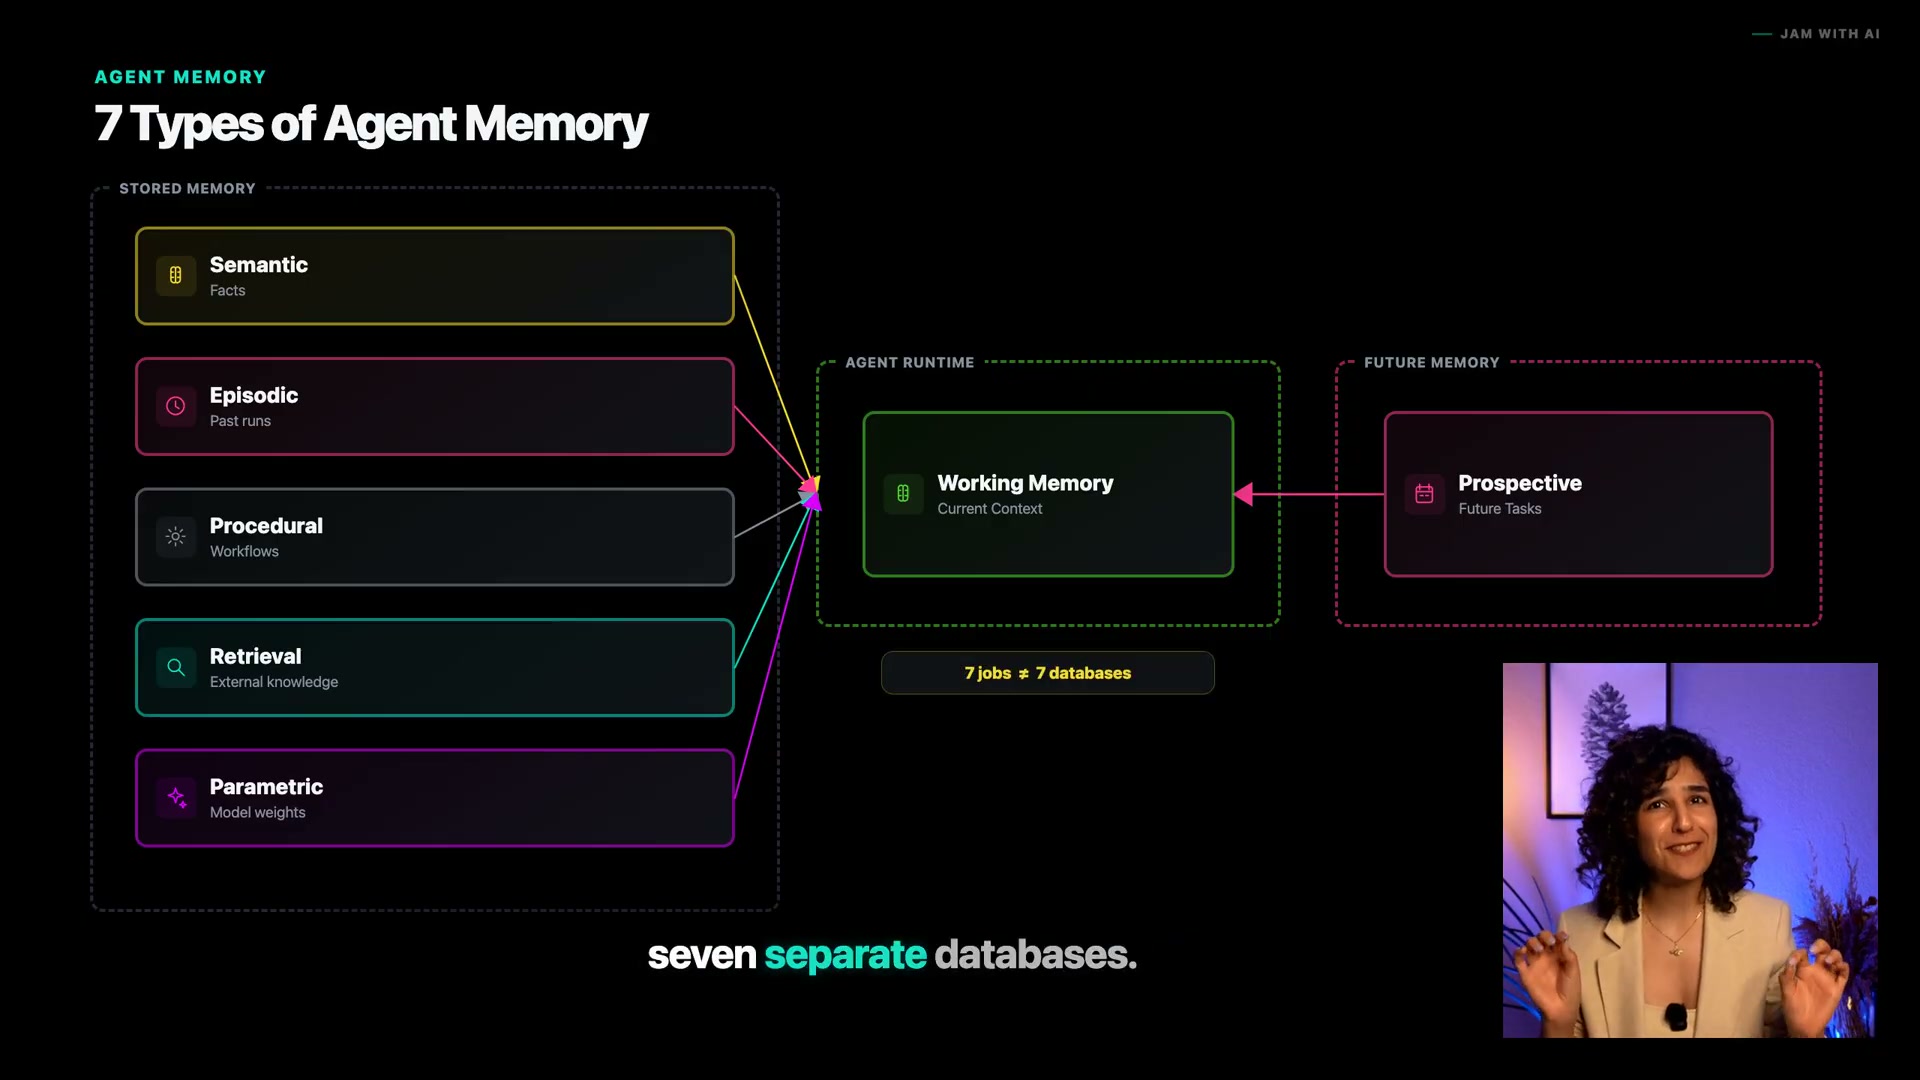 JAM WITH AI
AGENT MEMORY
7 Types of Agent Memory
STORED MEMORY
Semantic
Facts
Episodic
Past runs
Procedural
Workflows
Retrieval
External knowledge
Parametric
Model weights
AGENT RUNTIME
Working Memory
Current Context
7 jobs ≠ 7 databases
FUTURE MEMORY
Prospective
Future Tasks
seven separate databases.